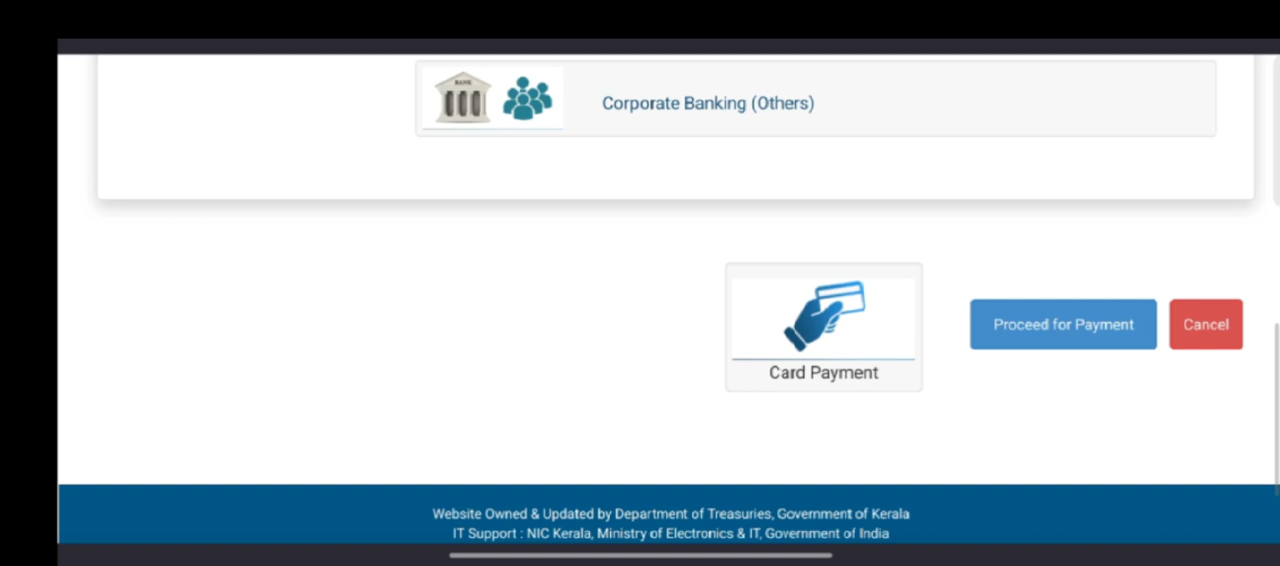 BANK
Corporate Banking (Others)
Card Payment
Proceed for Payment
Cancel
Website Owned & Updated by Department of Treasuries, Government of Kerala
IT Support : NIC Kerala, Ministry of Electronics & IT, Government of India